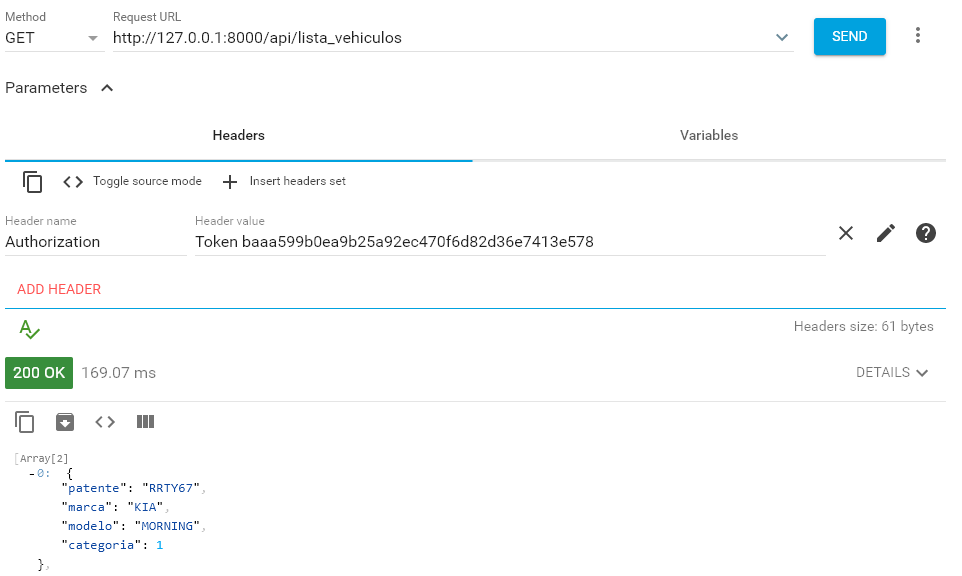 Method
Request URL
GET
http://127.0.0.1:8000/api/lista_vehiculos
SEND
Parameters
Headers
Variables
Toggle source mode
Insert headers set
Header name
Header value
Authorization
Token baaa599b0ea9b25a92ec470f6d82d36e7413e578
ADD HEADER
Headers size: 61 bytes
200 OK
169.07 ms
DETAILS
[Array[2]
-0: {
"patente": "RRTY67",
"marca": "KIA",
"modelo": "MORNING",
"categoria": 1
},